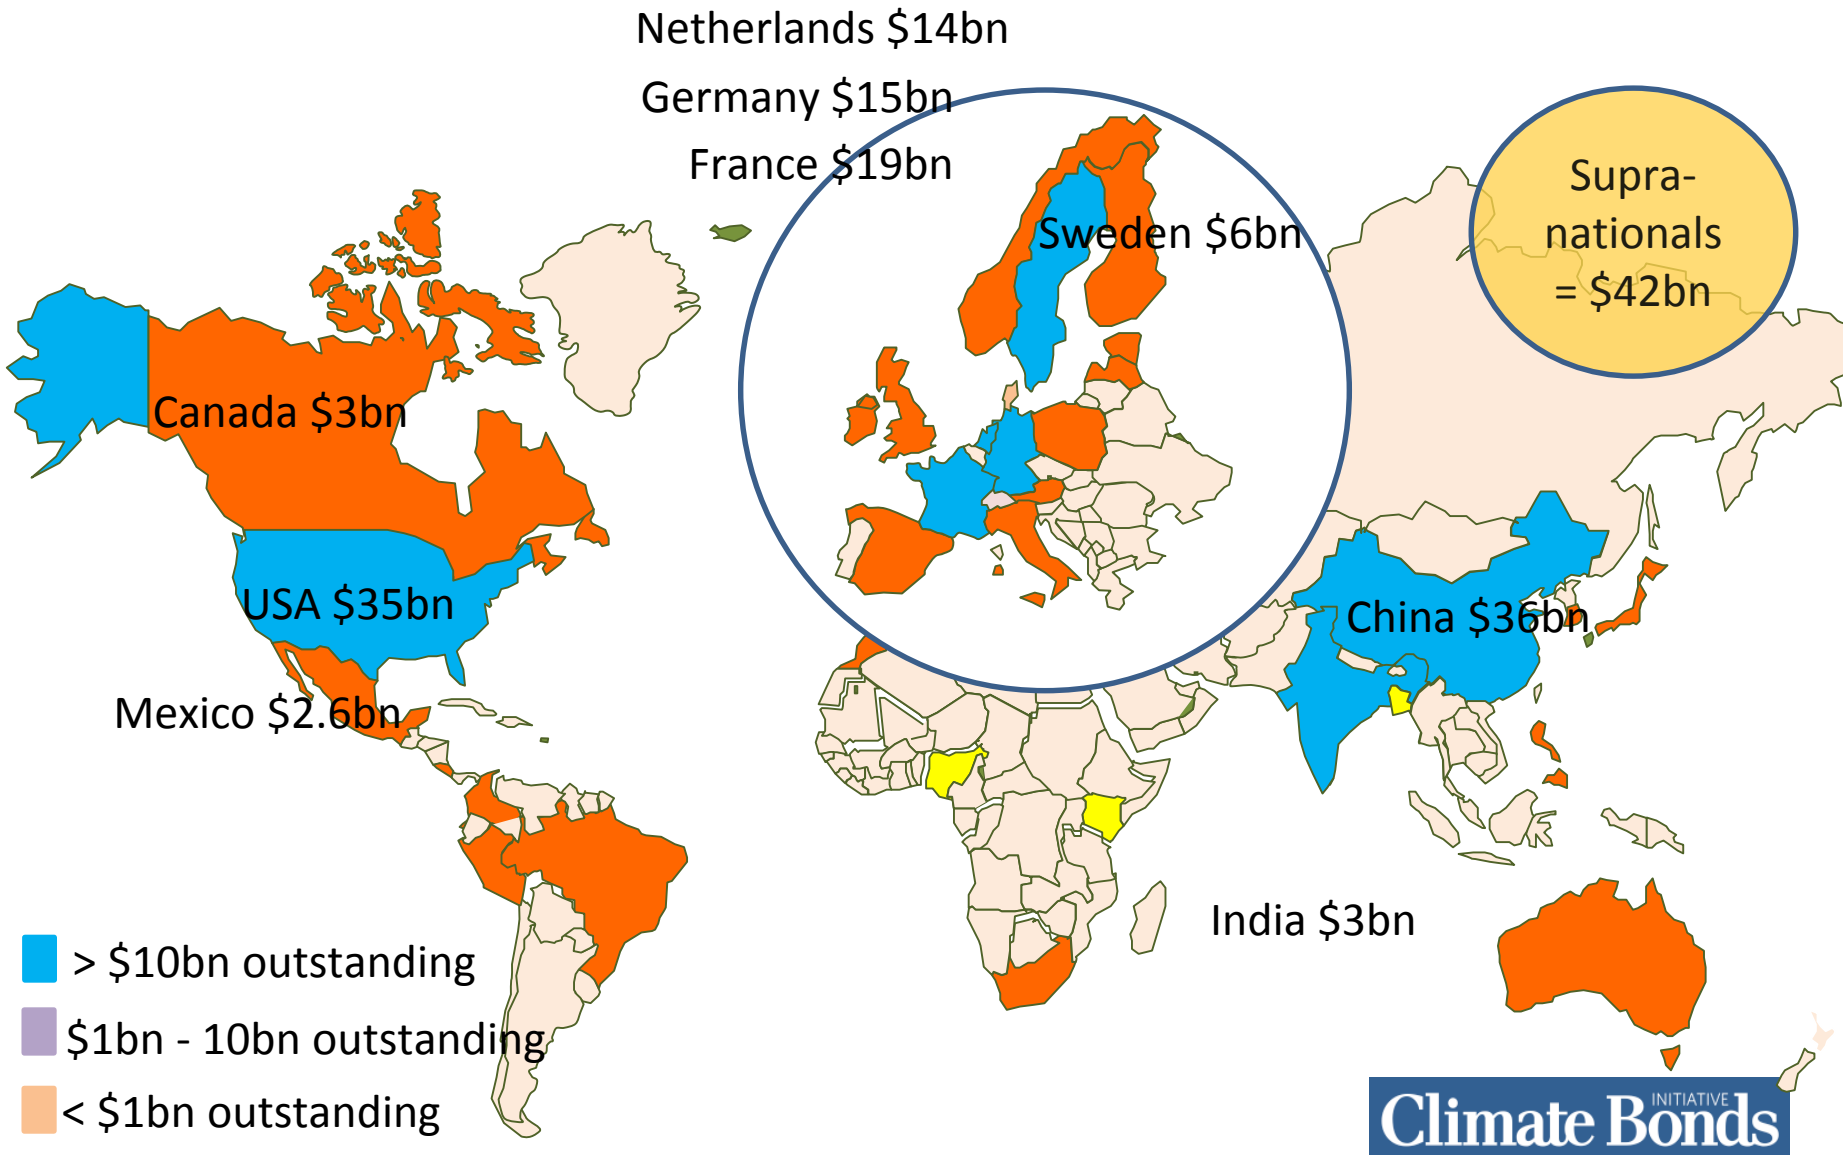 Netherlands $14bn
Germany $15bn
France $19bn
Supra-
nationals
= $42bn
Sweden $6bn
Canada $3bn
USA $35bn
China $36bn
Mexico $2.6bn
India $3bn
> $10bn outstanding
$1bn - 10bn outstanding
< $1bn outstanding
Climate Bonds INITIATIVE